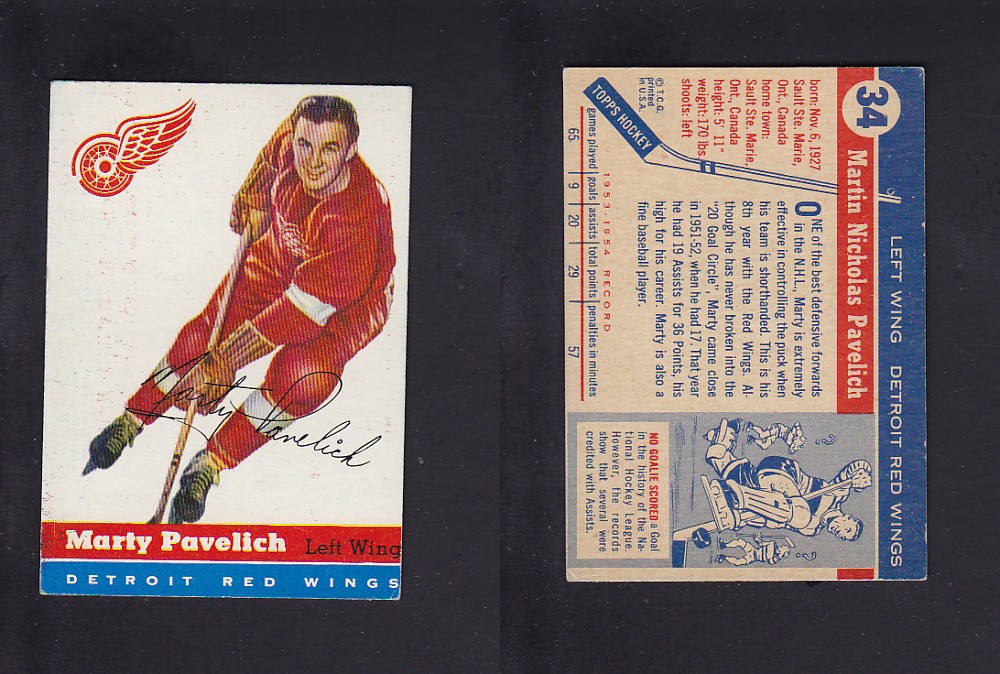 Marty Pavelich
Marty Pavelich Left Wing
DETROIT RED WINGS
34
LEFT WING DETROIT RED WINGS
Martin Nicholas Pavelich
born: Nov. 6, 1927
Sault Ste. Marie,
Ont., Canada
home town:
Sault Ste. Marie,
Ont., Canada
height: 5' 11"
weight: 170 lbs
shoots: left
© T.C.G.
printed
in U.S.A.
TOPPS HOCKEY
ONE of the best defensive forwards
in the N.H.L., Marty is extremely
effective in controling the puck when
his team is shorthanded. This is his
8th year with the Red Wings. Al-
though he has never broken into the
"20 Goal Circle", Marty came close
in 1951-52, when he had 17. That year
he had 19 Assists for 36 Points, his
high for his career. Marty is also a
fine baseball player.
1953-1954 RECORD
games played goals assists total points penalties in minutes
65 9 20 29 57
NO GOALIE SCORED a Goal
in the history of the Na-
tional Hockey League.
However, the records
show that several were
credited with Assists.
? ?